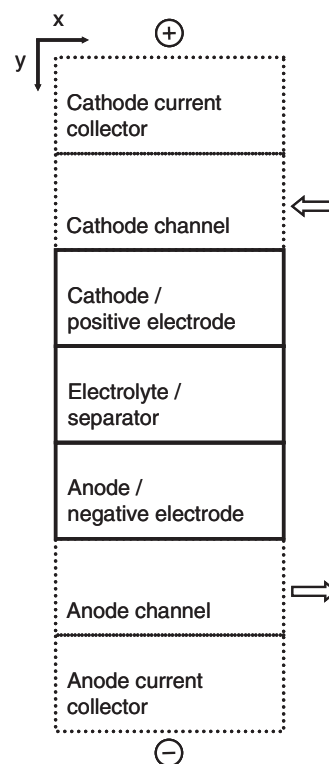 x
+
y
Cathode current
collector
Cathode channel
Cathode /
positive electrode
Electrolyte /
separator
Anode /
negative electrode
Anode channel
Anode current
collector
−